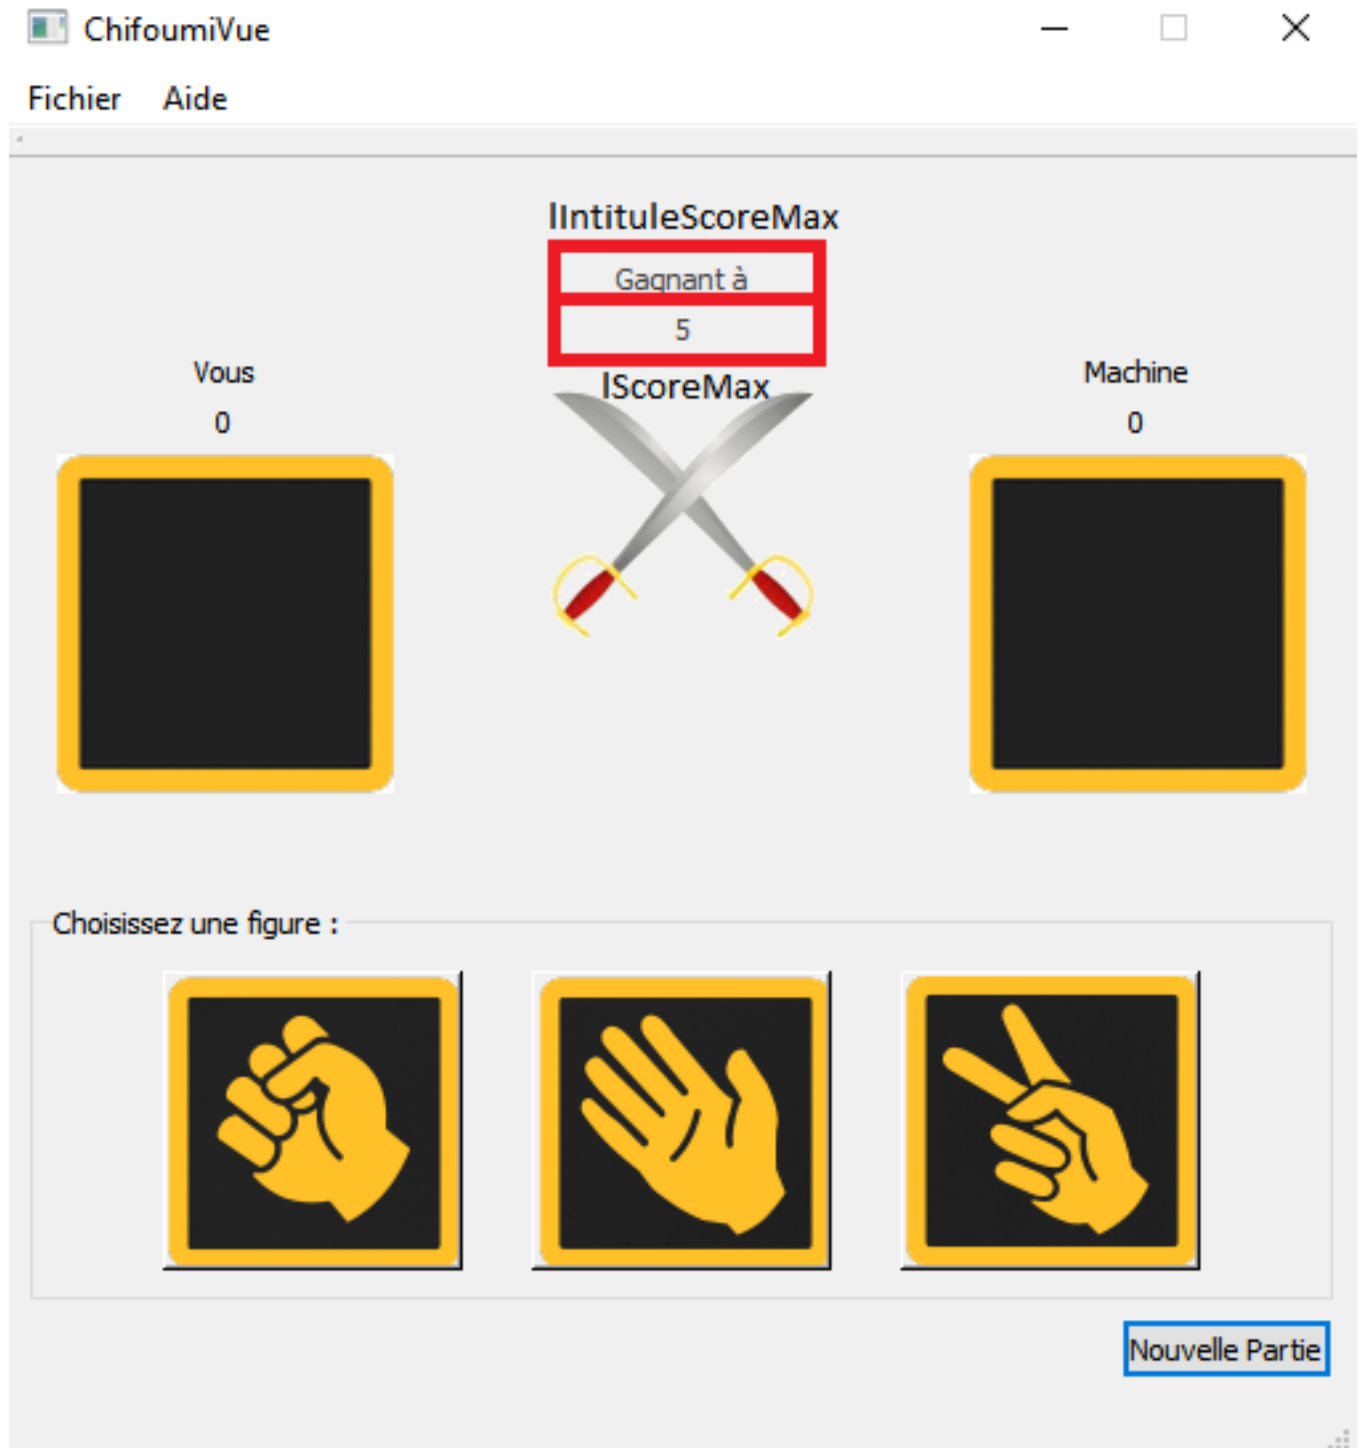 ChifoumiVue
Fichier Aide
lIntituleScoreMax
Gagnant à
5
lScoreMax
Vous
Machine
0
0
Choisissez une figure :
Nouvelle Partie